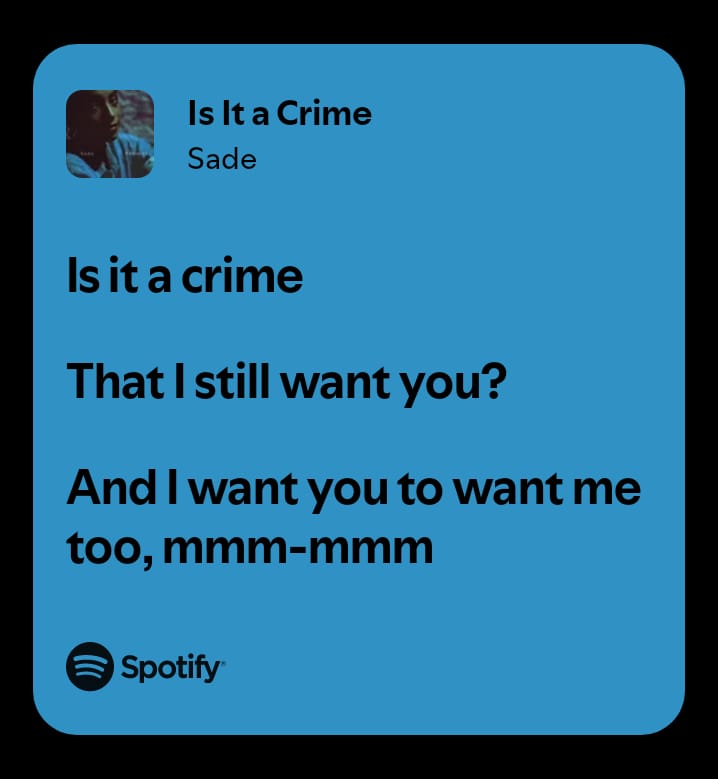 Is It a Crime
Sade
Is it a crime
That I still want you?
And I want you to want me
too, mmm-mmm
Spotify®